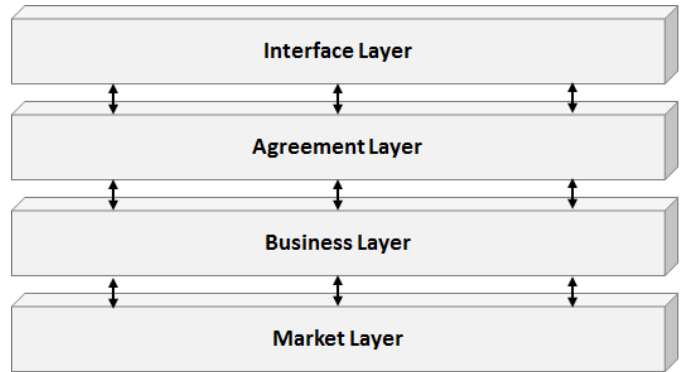 Interface Layer
Agreement Layer
Business Layer
Market Layer